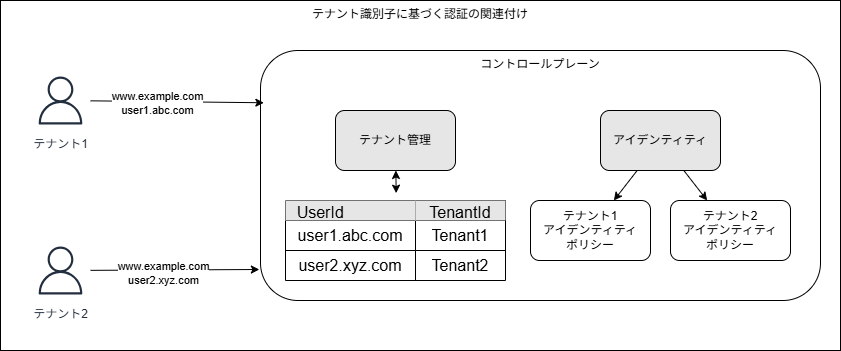 テナント識別子に基づく認証の関連付け
コントロールプレーン
www.example.com
user1.abc.com
テナント1
テナント管理
アイデンティティ
UserId TenantId
user1.abc.com Tenant1
user2.xyz.com Tenant2
テナント1
アイデンティティ
ポリシー
テナント2
アイデンティティ
ポリシー
www.example.com
user2.xyz.com
テナント2